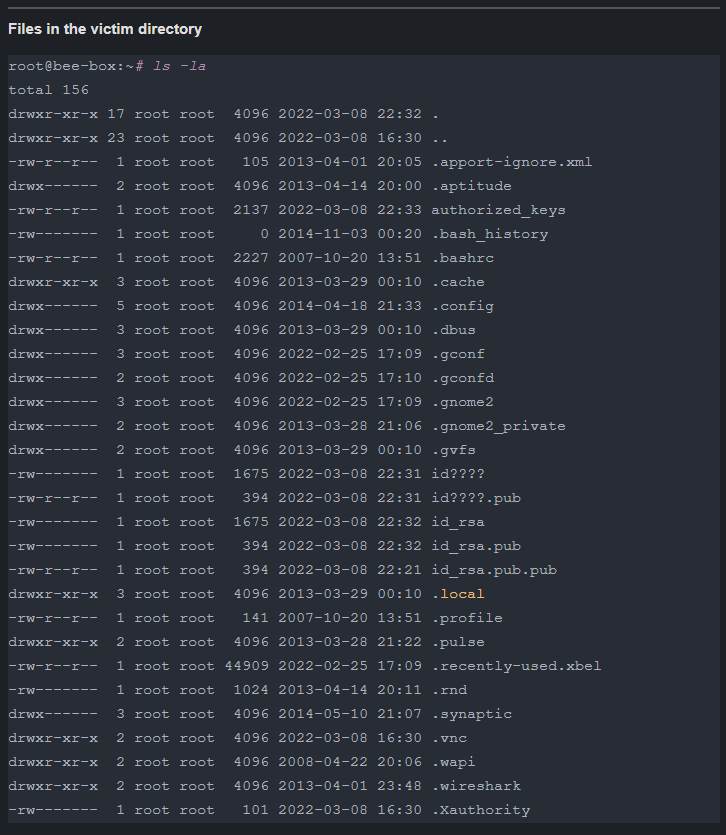 Files in the victim directory
root@bee-box:~# ls -la
total 156
drwxr-xr-x 17 root root  4096 2022-03-08 22:32 .
drwxr-xr-x 23 root root  4096 2022-03-08 16:30 ..
-rw-r--r--  1 root root   105 2013-04-01 20:05 .apport-ignore.xml
drwx------  2 root root  4096 2013-04-14 20:00 .aptitude
-rw-r--r--  1 root root  2137 2022-03-08 22:33 authorized_keys
-rw-------  1 root root     0 2014-11-03 00:20 .bash_history
-rw-r--r--  1 root root  2227 2007-10-20 13:51 .bashrc
drwxr-xr-x  3 root root  4096 2013-03-29 00:10 .cache
drwx------  5 root root  4096 2014-04-18 21:33 .config
drwx------  3 root root  4096 2013-03-29 00:10 .dbus
drwx------  3 root root  4096 2022-02-25 17:09 .gconf
drwx------  2 root root  4096 2022-02-25 17:10 .gconfd
drwx------  3 root root  4096 2022-02-25 17:09 .gnome2
drwx------  2 root root  4096 2013-03-28 21:06 .gnome2_private
drwx------  2 root root  4096 2013-03-29 00:10 .gvfs
-rw-------  1 root root  1675 2022-03-08 22:31 id????
-rw-r--r--  1 root root   394 2022-03-08 22:31 id????.pub
-rw-------  1 root root  1675 2022-03-08 22:32 id_rsa
-rw-------  1 root root   394 2022-03-08 22:32 id_rsa.pub
-rw-r--r--  1 root root   394 2022-03-08 22:21 id_rsa.pub.pub
drwxr-xr-x  3 root root  4096 2013-03-29 00:10 .local
-rw-r--r--  1 root root   141 2007-10-20 13:51 .profile
drwxr-xr-x  2 root root  4096 2013-03-28 21:22 .pulse
-rw-r--r--  1 root root 44909 2022-02-25 17:09 .recently-used.xbel
-rw-------  1 root root  1024 2013-04-14 20:11 .rnd
drwx------  3 root root  4096 2014-05-10 21:07 .synaptic
drwxr-xr-x  2 root root  4096 2022-03-08 16:30 .vnc
drwxr-xr-x  2 root root  4096 2008-04-22 20:06 .wapi
drwxr-xr-x  2 root root  4096 2013-04-01 23:48 .wireshark
-rw-------  1 root root   101 2022-03-08 16:30 .Xauthority